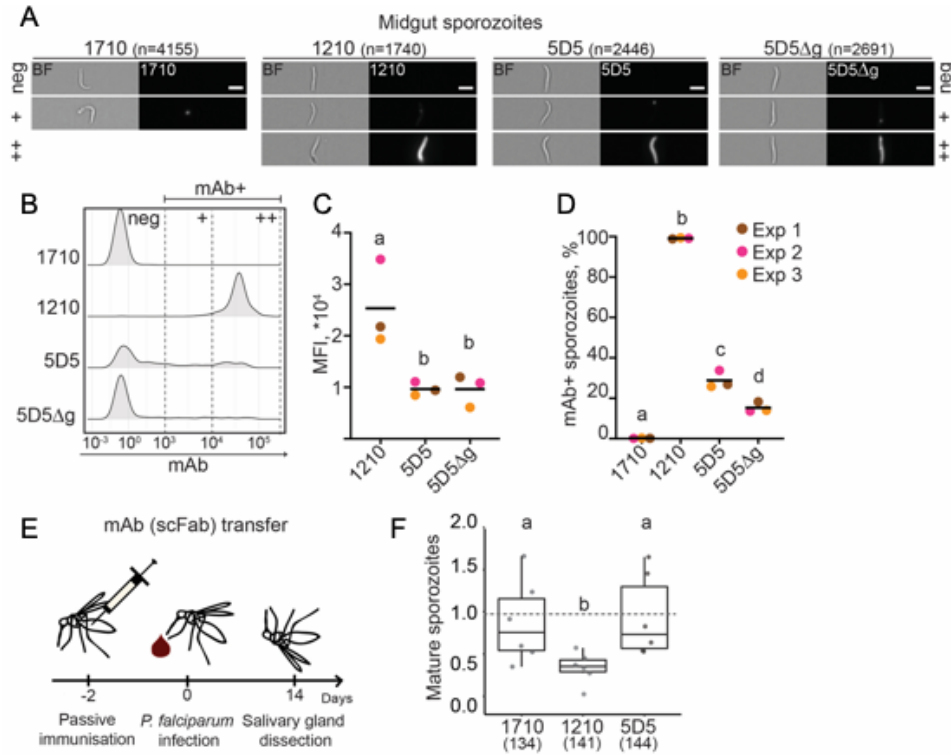 A
Midgut sporozoites
1710 (n=4155)
1210 (n=1740)
5D5 (n=2446)
5D5Δg (n=2691)
neg
BF
1710
BF
1210
BF
5D5
BF
5D5Δg
neg
+
+
++
++
B
mAb+
neg
+
++
1710
1210
5D5
5D5Δg
10⁻³
10⁰
10³
10⁴
10⁵
mAb
C
MFI, *10⁴
3
2
1
a
b
b
1210
5D5
5D5Δg
D
mAb+ sporozoites, %
100
80
60
40
20
0
a
b
c
d
Exp 1
Exp 2
Exp 3
1710
1210
5D5
5D5Δg
E
mAb (scFab) transfer
-2
0
14
Days
Passive
immunisation
P. falciparum
infection
Salivary gland
dissection
F
Mature sporozoites
2.0
1.0
0.5
0.0
a
b
a
1710
(134)
1210
(141)
5D5
(144)